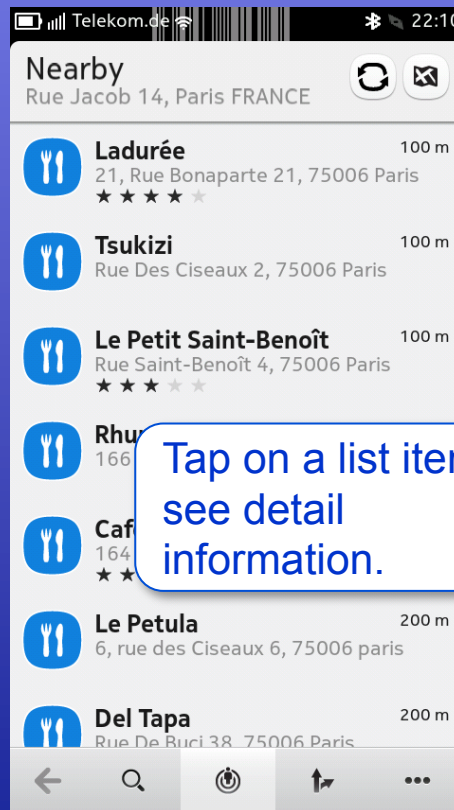 Telekom.de 22:10
Nearby
Rue Jacob 14, Paris FRANCE
Ladurée 100 m
21, Rue Bonaparte 21, 75006 Paris
Tsukizi 100 m
Rue Des Ciseaux 2, 75006 Paris
Le Petit Saint-Benoît 100 m
Rue Saint-Benoît 4, 75006 Paris
166
Tap on a list
see detail
information.
164
Le Petula 200 m
6, rue des Ciseaux 6, 75006 paris
Del Tapa 200 m
Rue De Buci 38, 75006 Paris